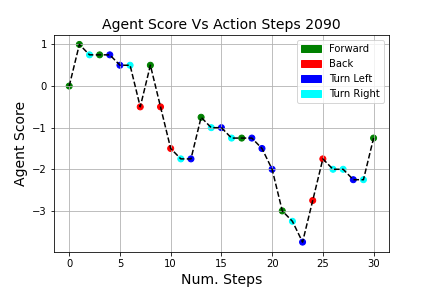 Agent Score Vs Action Steps 2090
Forward
Back
Turn Left
Turn Right
1
0
−1
−2
−3
Agent Score
0 5 10 15 20 25 30
Num. Steps